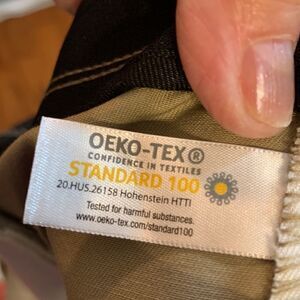 OEKO-TEX®
CONFIDENCE IN TEXTILES
STANDARD 100
20.HUS.26158 Hohenstein HTTI
Tested for harmful substances.
www.oeko-tex.com/standard100